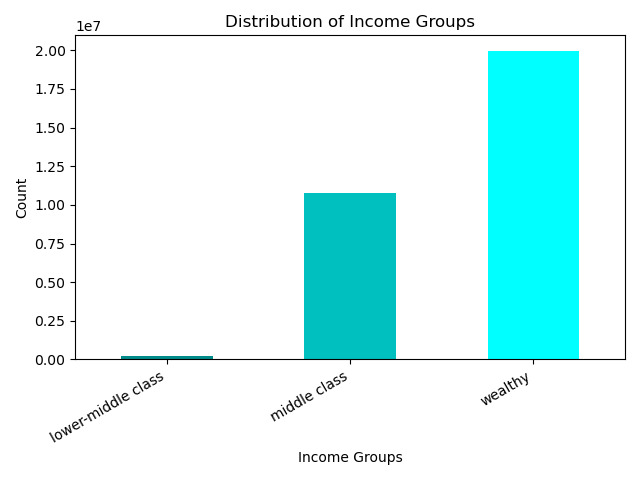 Distribution of Income Groups
1e7
2.00
1.75
1.50
1.25
1.00
0.75
0.50
0.25
0.00
Count
lower-middle class
middle class
wealthy
Income Groups